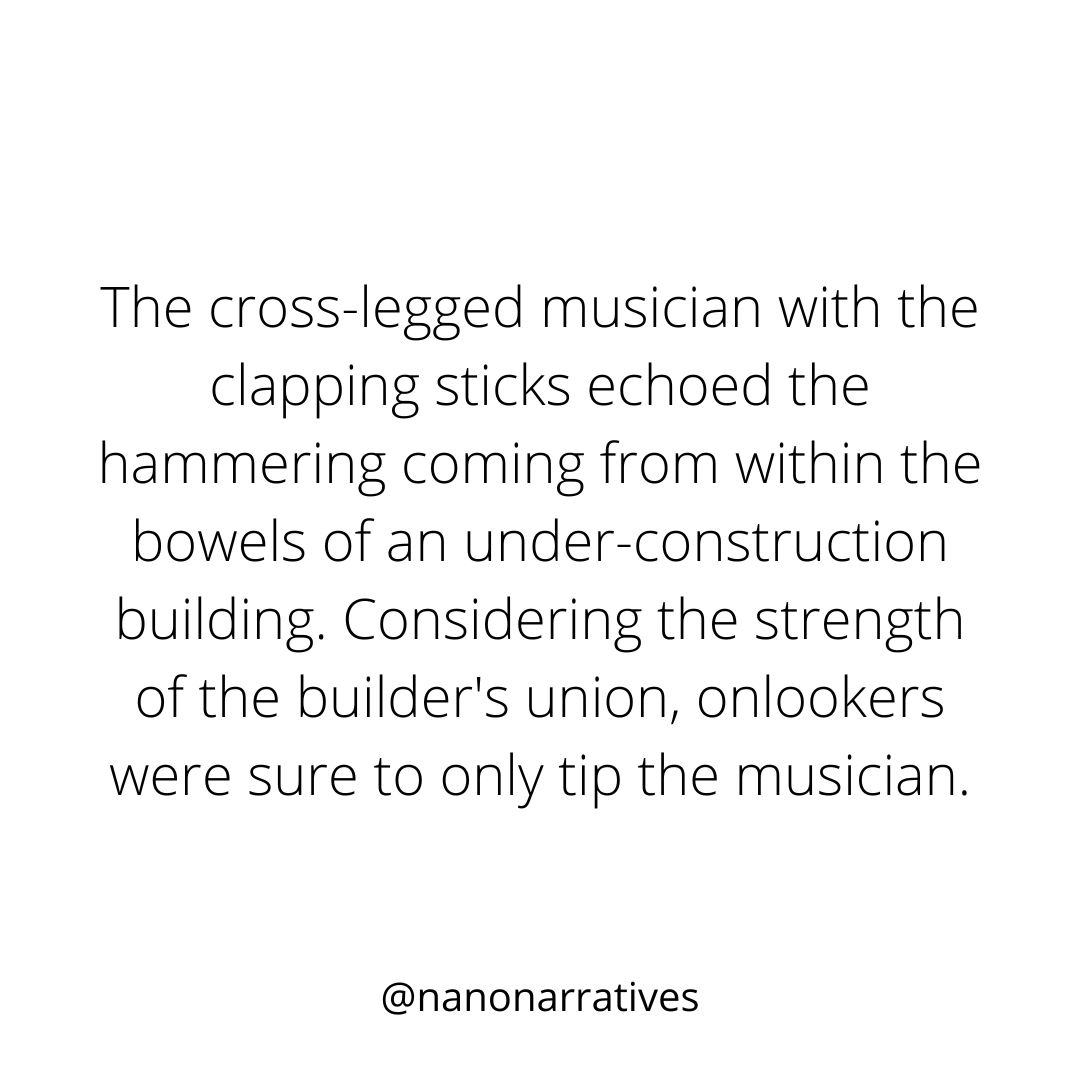 The cross-legged musician with the
clapping sticks echoed the
hammering coming from within the
bowels of an under-construction
building. Considering the strength
of the builder's union, onlookers
were sure to only tip the musician.
@nanonarratives